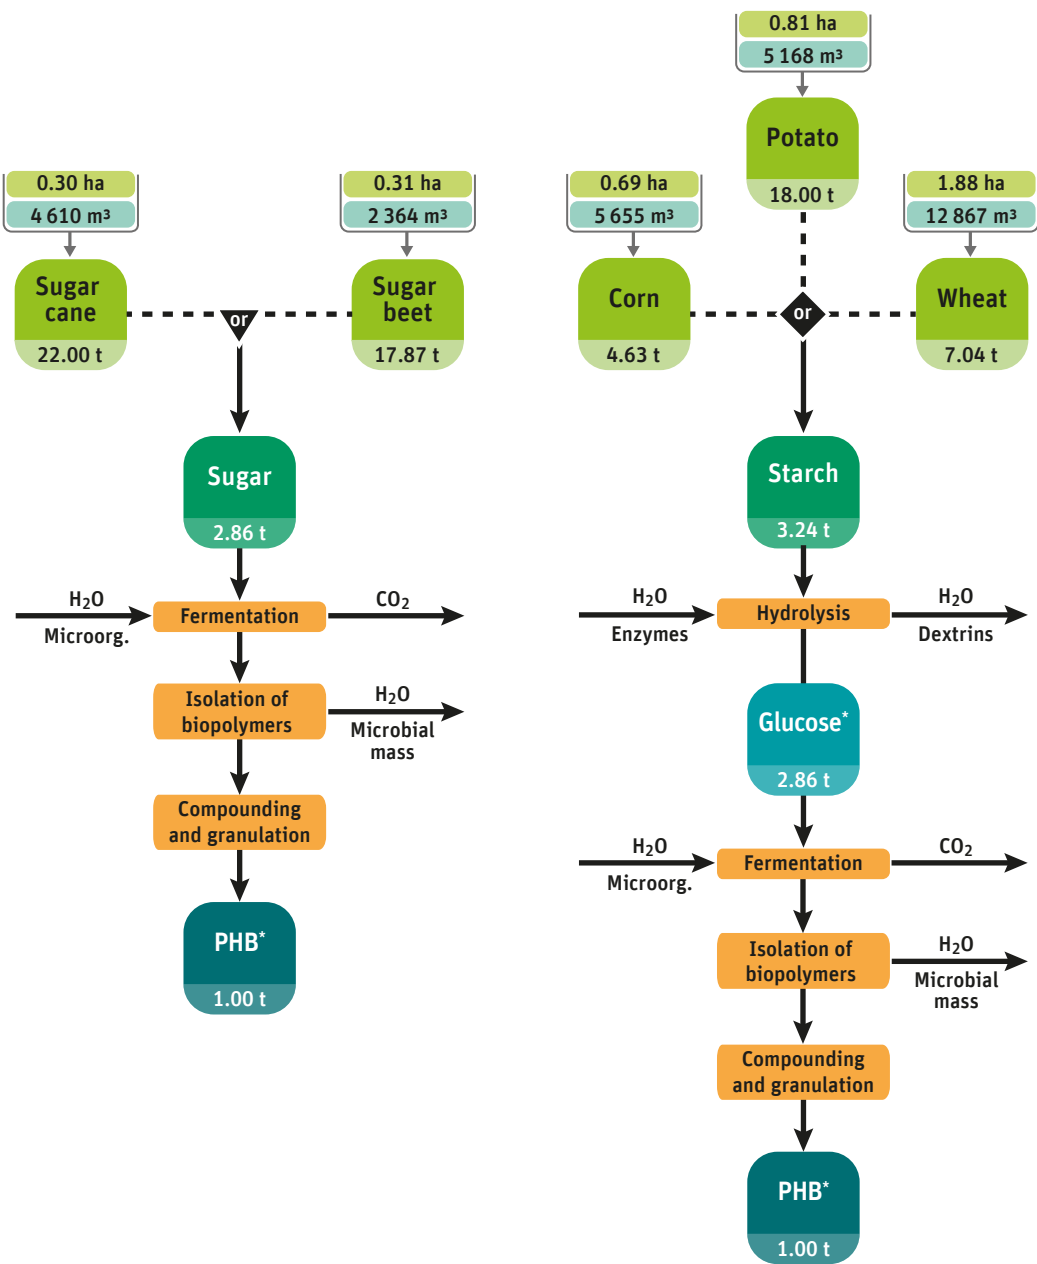 0.30 ha
4 610 m³
Sugar
cane
22.00 t
0.31 ha
2 364 m³
Sugar
beet
17.87 t
or
Sugar
2.86 t
H₂O
Microorg.
Fermentation
CO₂
Isolation of
biopolymers
H₂O
Microbial
mass
Compounding
and granulation
PHB*
1.00 t
0.81 ha
5 168 m³
Potato
18.00 t
0.69 ha
5 655 m³
Corn
4.63 t
1.88 ha
12 867 m³
Wheat
7.04 t
or
Starch
3.24 t
H₂O
Enzymes
Hydrolysis
H₂O
Dextrins
Glucose*
2.86 t
H₂O
Microorg.
Fermentation
CO₂
Isolation of
biopolymers
H₂O
Microbial
mass
Compounding
and granulation
PHB*
1.00 t